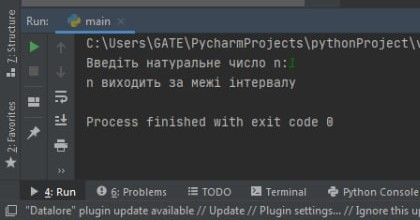 Run: main
C:\Users\GATE\PycharmProjects\pythonProject\v
Введіть натуральне число n:1
n виходить за межі інтервалу
Process finished with exit code 0
Z: Structure
2: Favorites
4: Run 6: Problems TODO Terminal Python Console
"Datalore" plugin update available // Update // Plugin settings... // Ignore this up